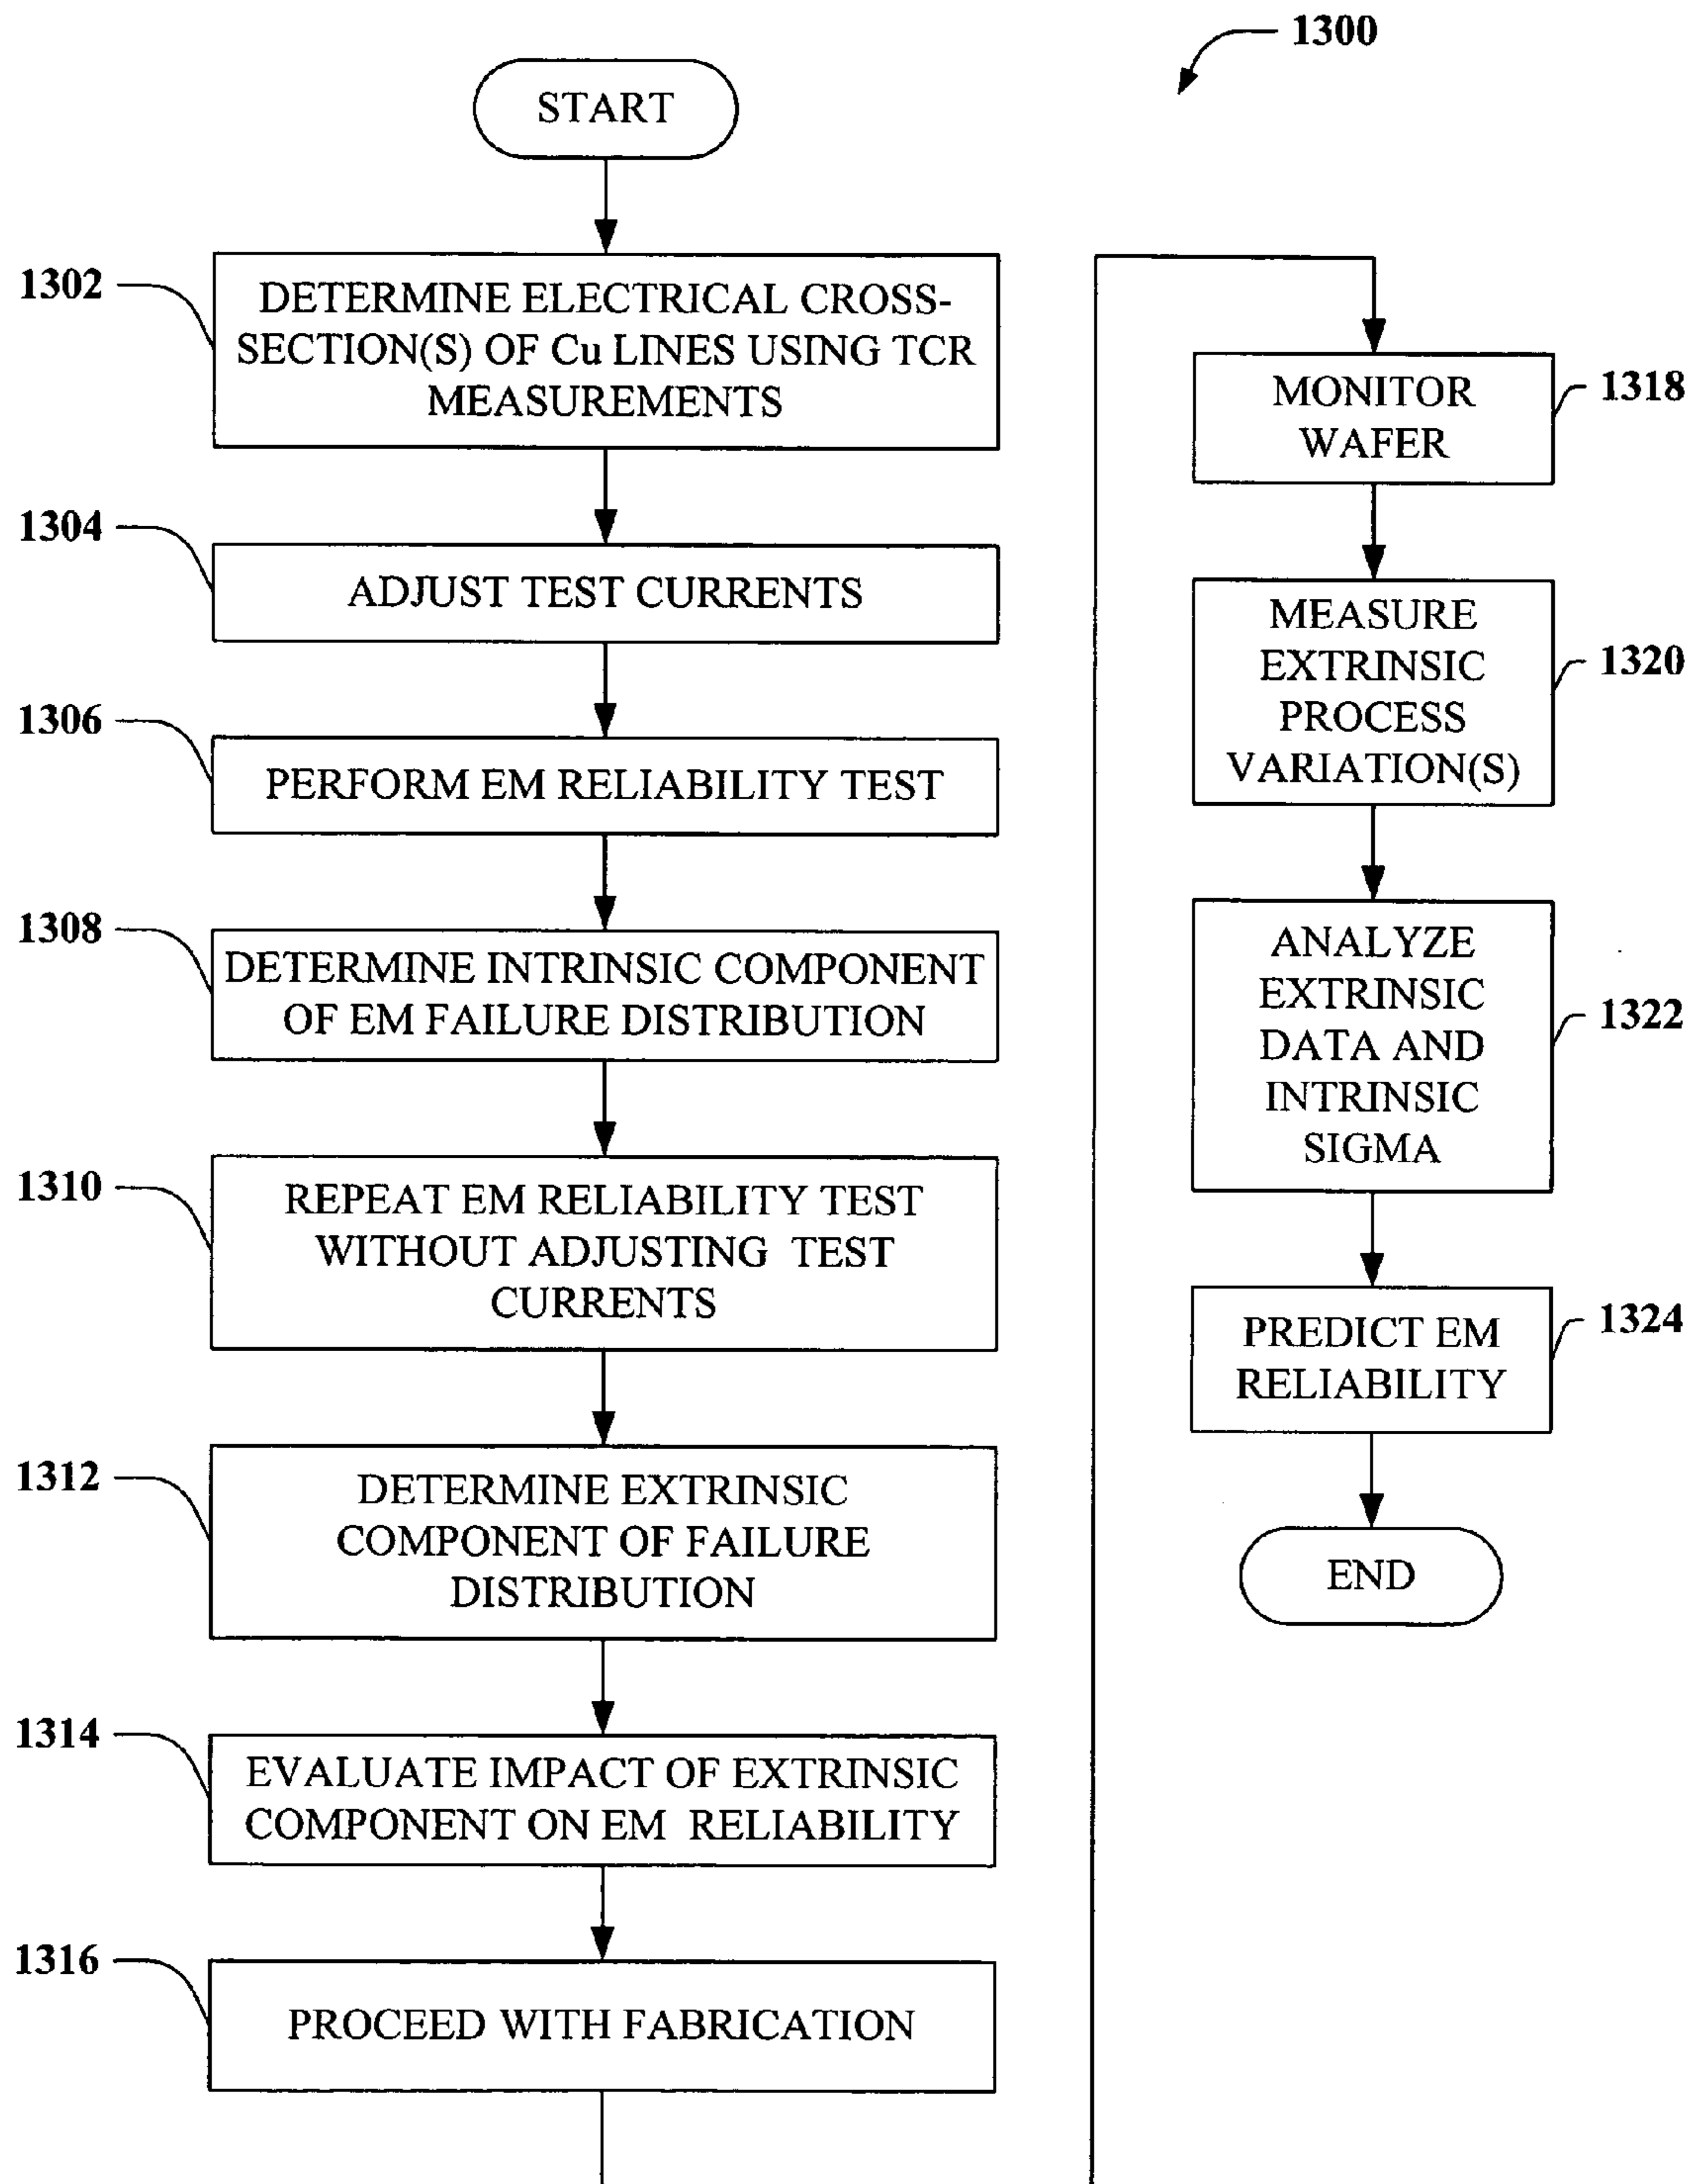 1300
START
1302
DETERMINE ELECTRICAL CROSS-
SECTION(S) OF Cu LINES USING TCR
MEASUREMENTS
1304
ADJUST TEST CURRENTS
1306
PERFORM EM RELIABILITY TEST
1308
DETERMINE INTRINSIC COMPONENT
OF EM FAILURE DISTRIBUTION
1310
REPEAT EM RELIABILITY TEST
WITHOUT ADJUSTING TEST
CURRENTS
1312
DETERMINE EXTRINSIC
COMPONENT OF FAILURE
DISTRIBUTION
1314
EVALUATE IMPACT OF EXTRINSIC
COMPONENT ON EM RELIABILITY
1316
PROCEED WITH FABRICATION
MONITOR
WAFER
1318
MEASURE
EXTRINSIC
PROCESS
VARIATION(S)
1320
ANALYZE
EXTRINSIC
DATA AND
INTRINSIC
SIGMA
1322
PREDICT EM
RELIABILITY
1324
END